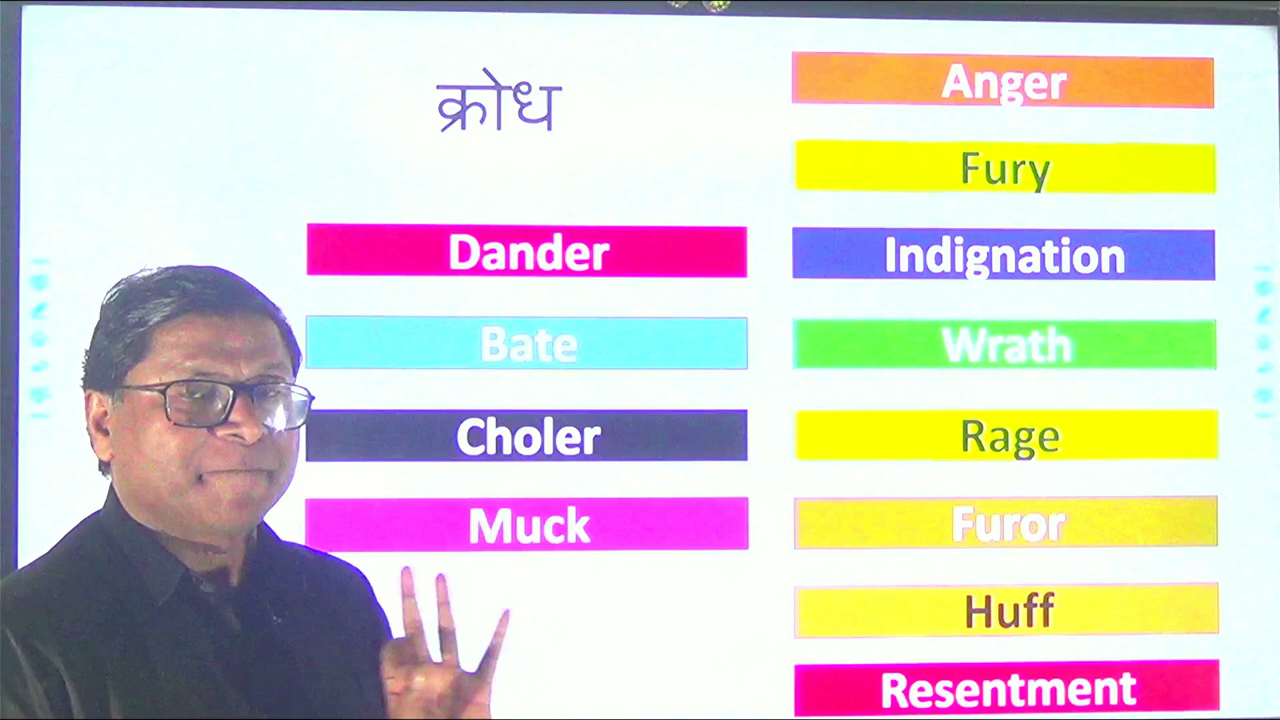 क्रोध
Anger
Fury
Dander
Indignation
Bate
Wrath
Choler
Rage
Muck
Furor
Huff
Resentment